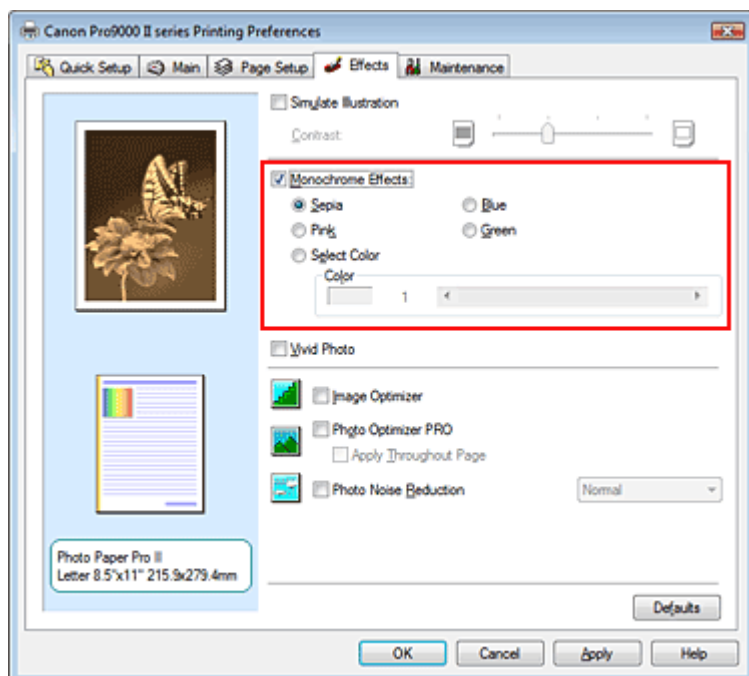 Canon Pro9000 II series Printing Preferences
Quick Setup Main Page Setup Effects Maintenance
Simulate Illustration
Contrast:
Monochrome Effects:
Sepia Blue
Pink Green
Select Color
Color
1
Vivid Photo
Image Optimizer
Photo Optimizer PRO
Apply Throughout Page
Photo Noise Reduction Normal
Photo Paper Pro II
Letter 8.5"x11" 215.9x279.4mm
Defaults
OK Cancel Apply Help